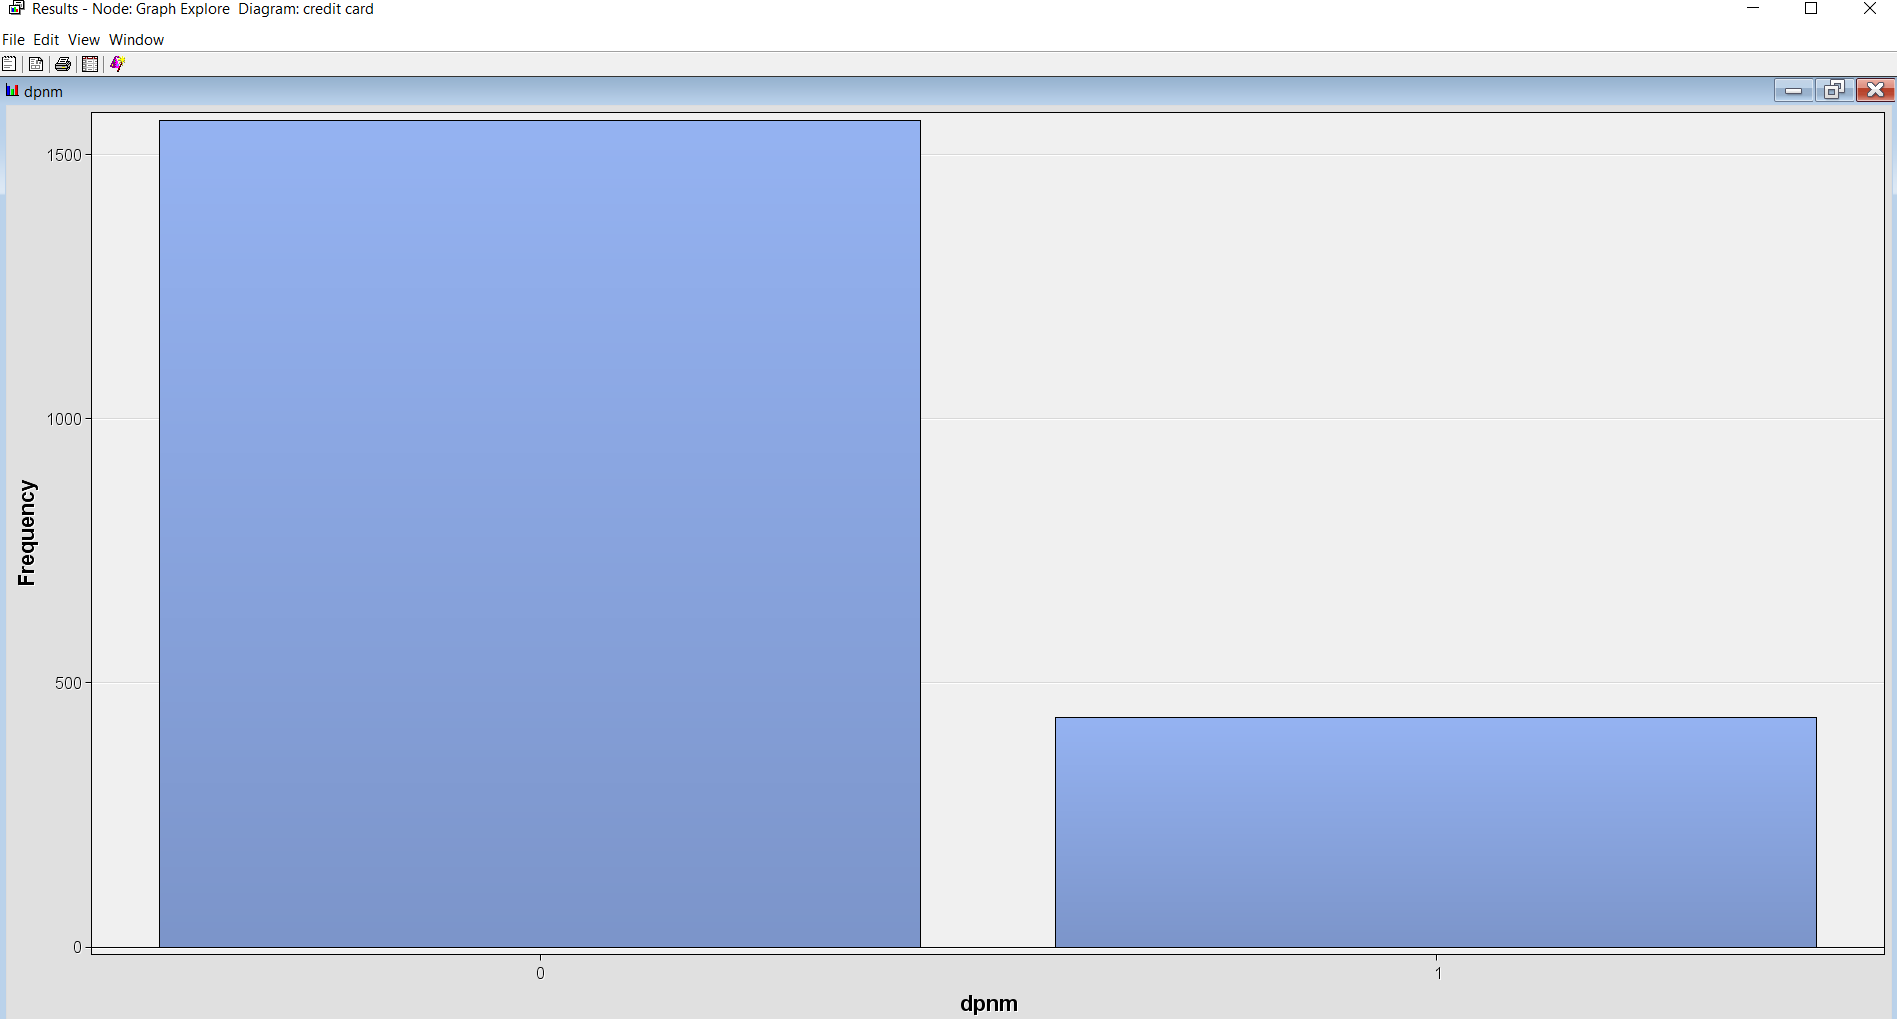 Results - Node: Graph Explore  Diagram: credit card
File  Edit  View  Window
dpnm
1500
1000
500
0
Frequency
0  1
dpnm